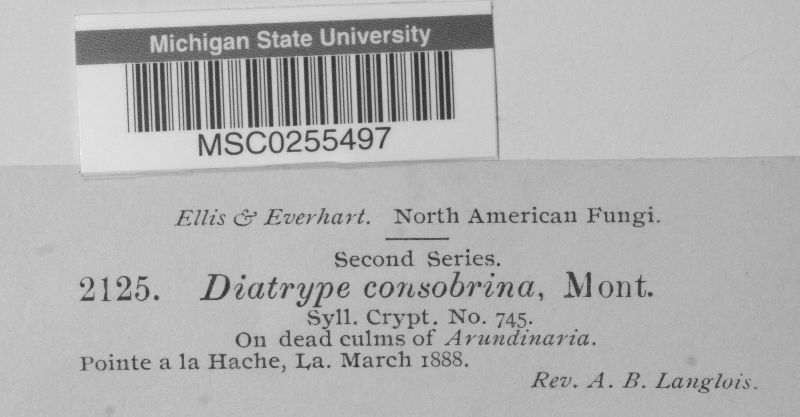 Michigan State University
MSC0255497
Ellis & Everhart. North American Fungi.
Second Series.
2125. Diatrype consobrina, Mont.
Syll. Crypt. No. 745.
On dead culms of Arundinaria.
Pointe a la Hache, La. March 1888.
Rev. A. B. Langlois.